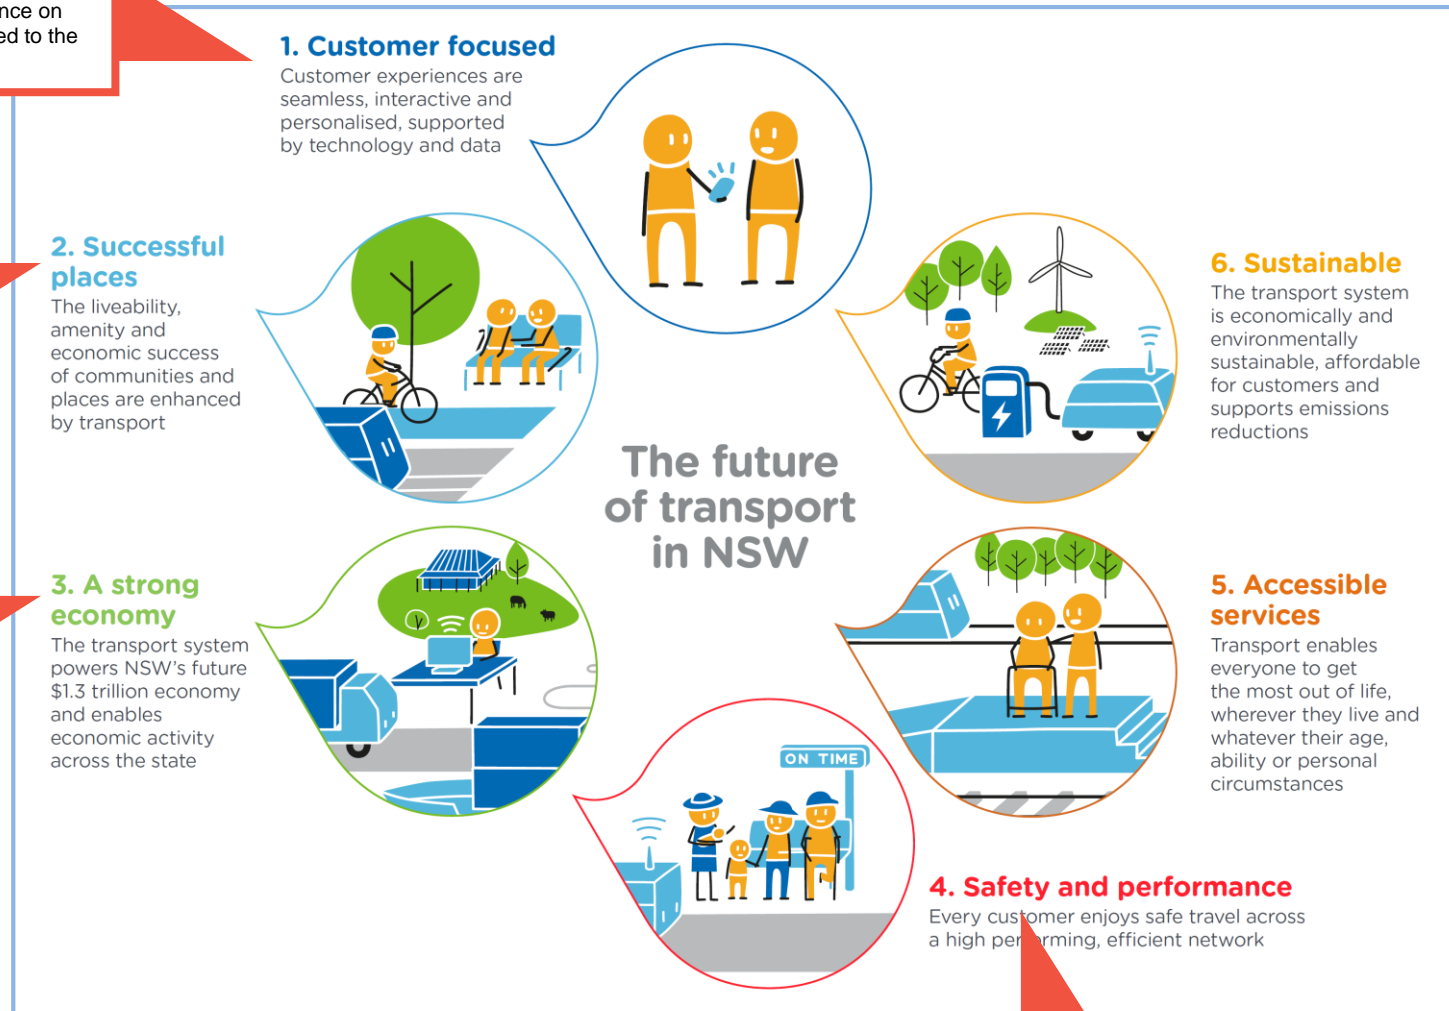 nce on
ed to the
1. Customer focused
Customer experiences are
seamless, interactive and
personalised, supported
by technology and data
2. Successful
places
The liveability,
amenity and
economic success
of communities and
places are enhanced
by transport
6. Sustainable
The transport system
is economically and
environmentally
sustainable, affordable
for customers and
supports emissions
reductions
The future
of transport
in NSW
3. A strong
economy
The transport system
powers NSW's future
$1.3 trillion economy
and enables
economic activity
across the state
5. Accessible
services
Transport enables
everyone to get
the most out of life,
wherever they live and
whatever their age,
ability or personal
circumstances
ON TIME
4. Safety and performance
Every customer enjoys safe travel across
a high performing, efficient network